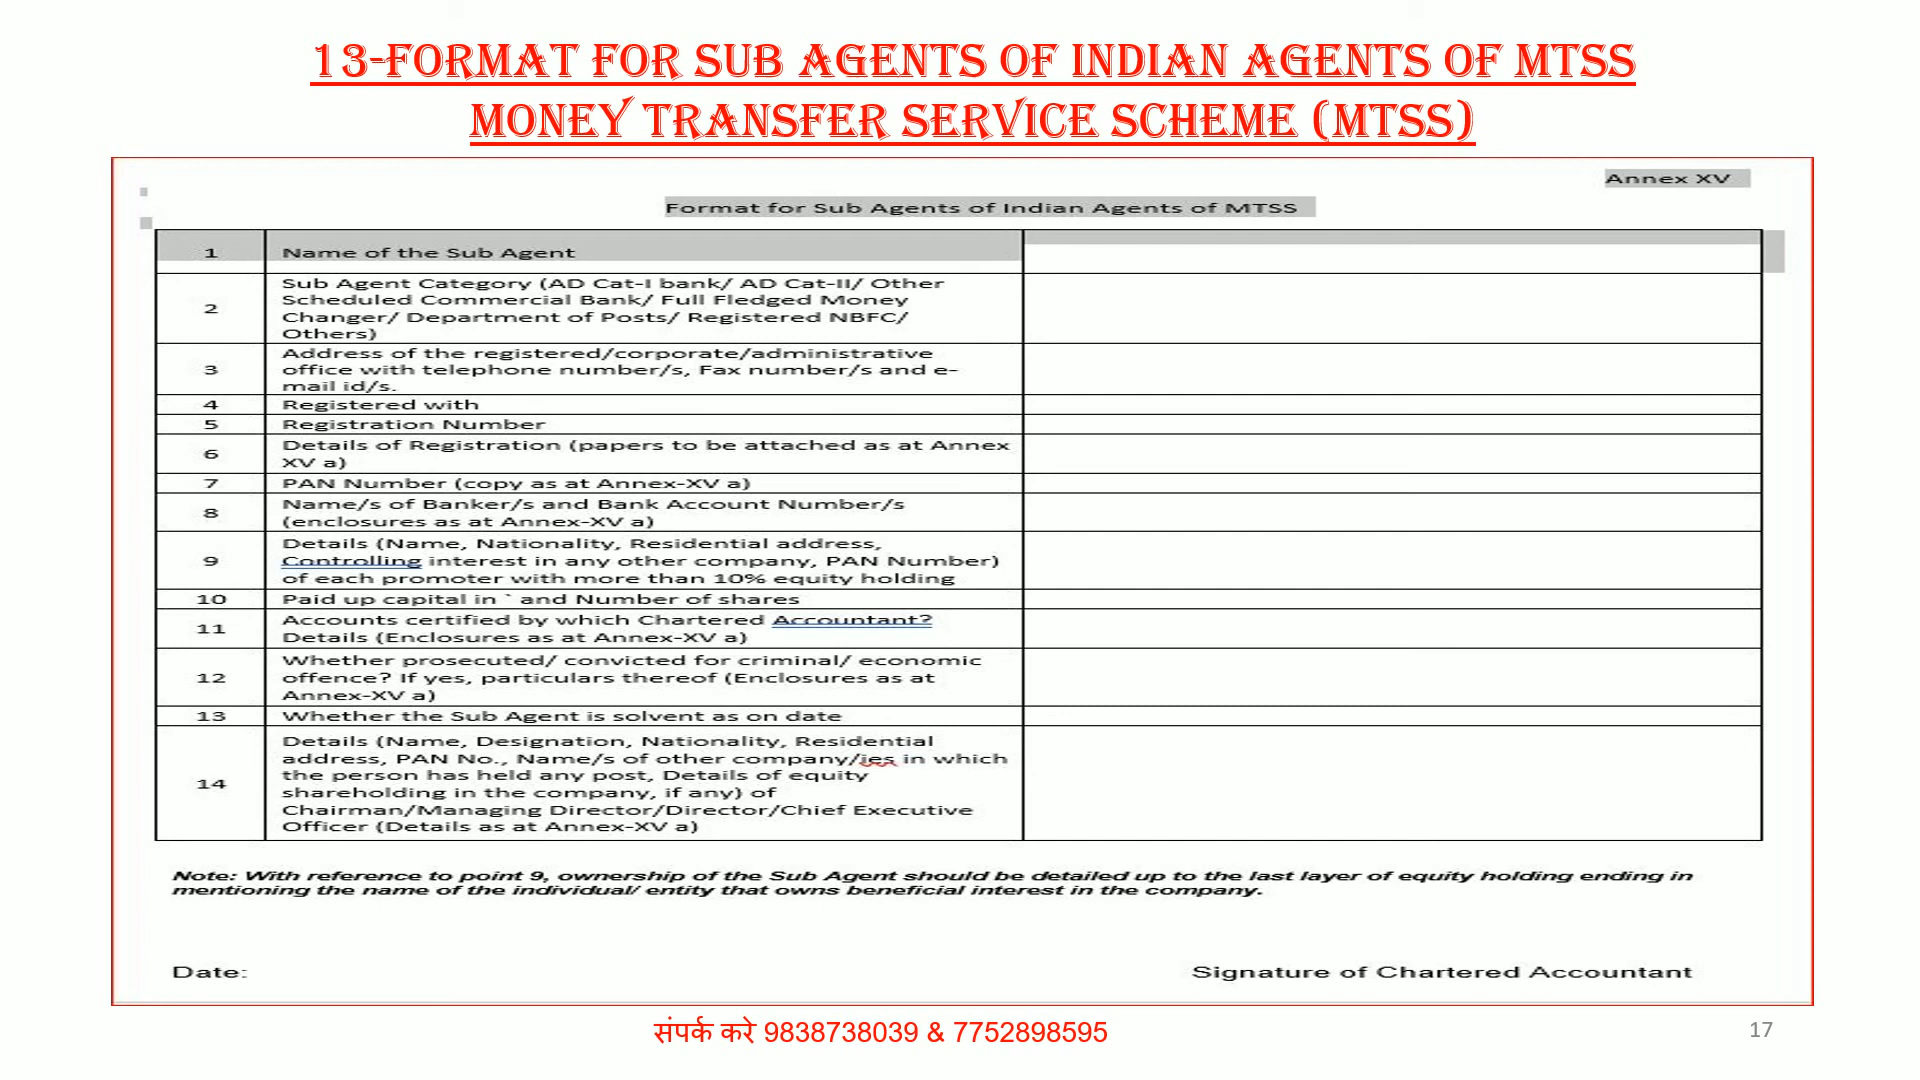 13-FORMAT FOR SUB AGENTS OF INDIAN AGENTS OF MTSS
MONEY TRANSFER SERVICE SCHEME (MTSS)
Annex XV
Format for Sub Agents of Indian Agents of MTSS
1 Name of the Sub Agent
2 Sub Agent Category (AD Cat-I bank/ AD Cat-II/ Other
Scheduled Commercial Bank/ Full Fledged Money
Changer/ Department of Posts/ Registered NBFC/
Others)
3 Address of the registered/corporate/administrative
office with telephone number/s, Fax number/s and e-
mail id/s.
4 Registered with
5 Registration Number
6 Details of Registration (papers to be attached as at Annex
XV a)
7 PAN Number (copy as at Annex-XV a)
8 Name/s of Banker/s and Bank Account Number/s
(enclosures as at Annex-XV a)
9 Details (Name, Nationality, Residential address,
Controlling interest in any other company, PAN Number)
of each promoter with more than 10% equity holding
10 Paid up capital in ` and Number of shares
11 Accounts certified by which Chartered Accountant?
Details (Enclosures as at Annex-XV a)
12 Whether prosecuted/ convicted for criminal/ economic
offence? If yes, particulars thereof (Enclosures as at
Annex-XV a)
13 Whether the Sub Agent is solvent as on date
14 Details (Name, Designation, Nationality, Residential
address, PAN No., Name/s of other company/ies in which
the person has held any post, Details of equity
shareholding in the company, if any) of
Chairman/Managing Director/Director/Chief Executive
Officer (Details as at Annex-XV a)
Note: With reference to point 9, ownership of the Sub Agent should be detailed up to the last layer of equity holding ending in
mentioning the name of the individual/ entity that owns beneficial interest in the company.
Date: Signature of Chartered Accountant
संपर्क करे 9838738039 & 7752898595
17